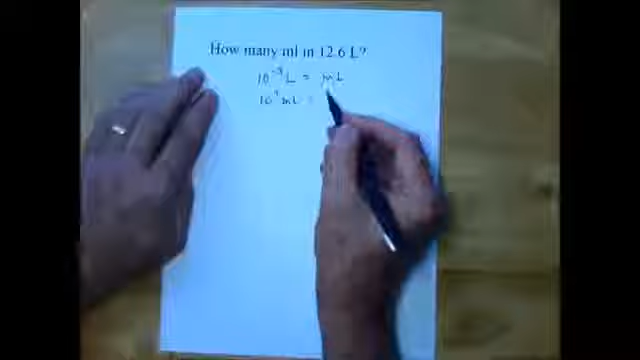 How many ml in 12.6 L?
10⁻³ L = mL
10³ mL =